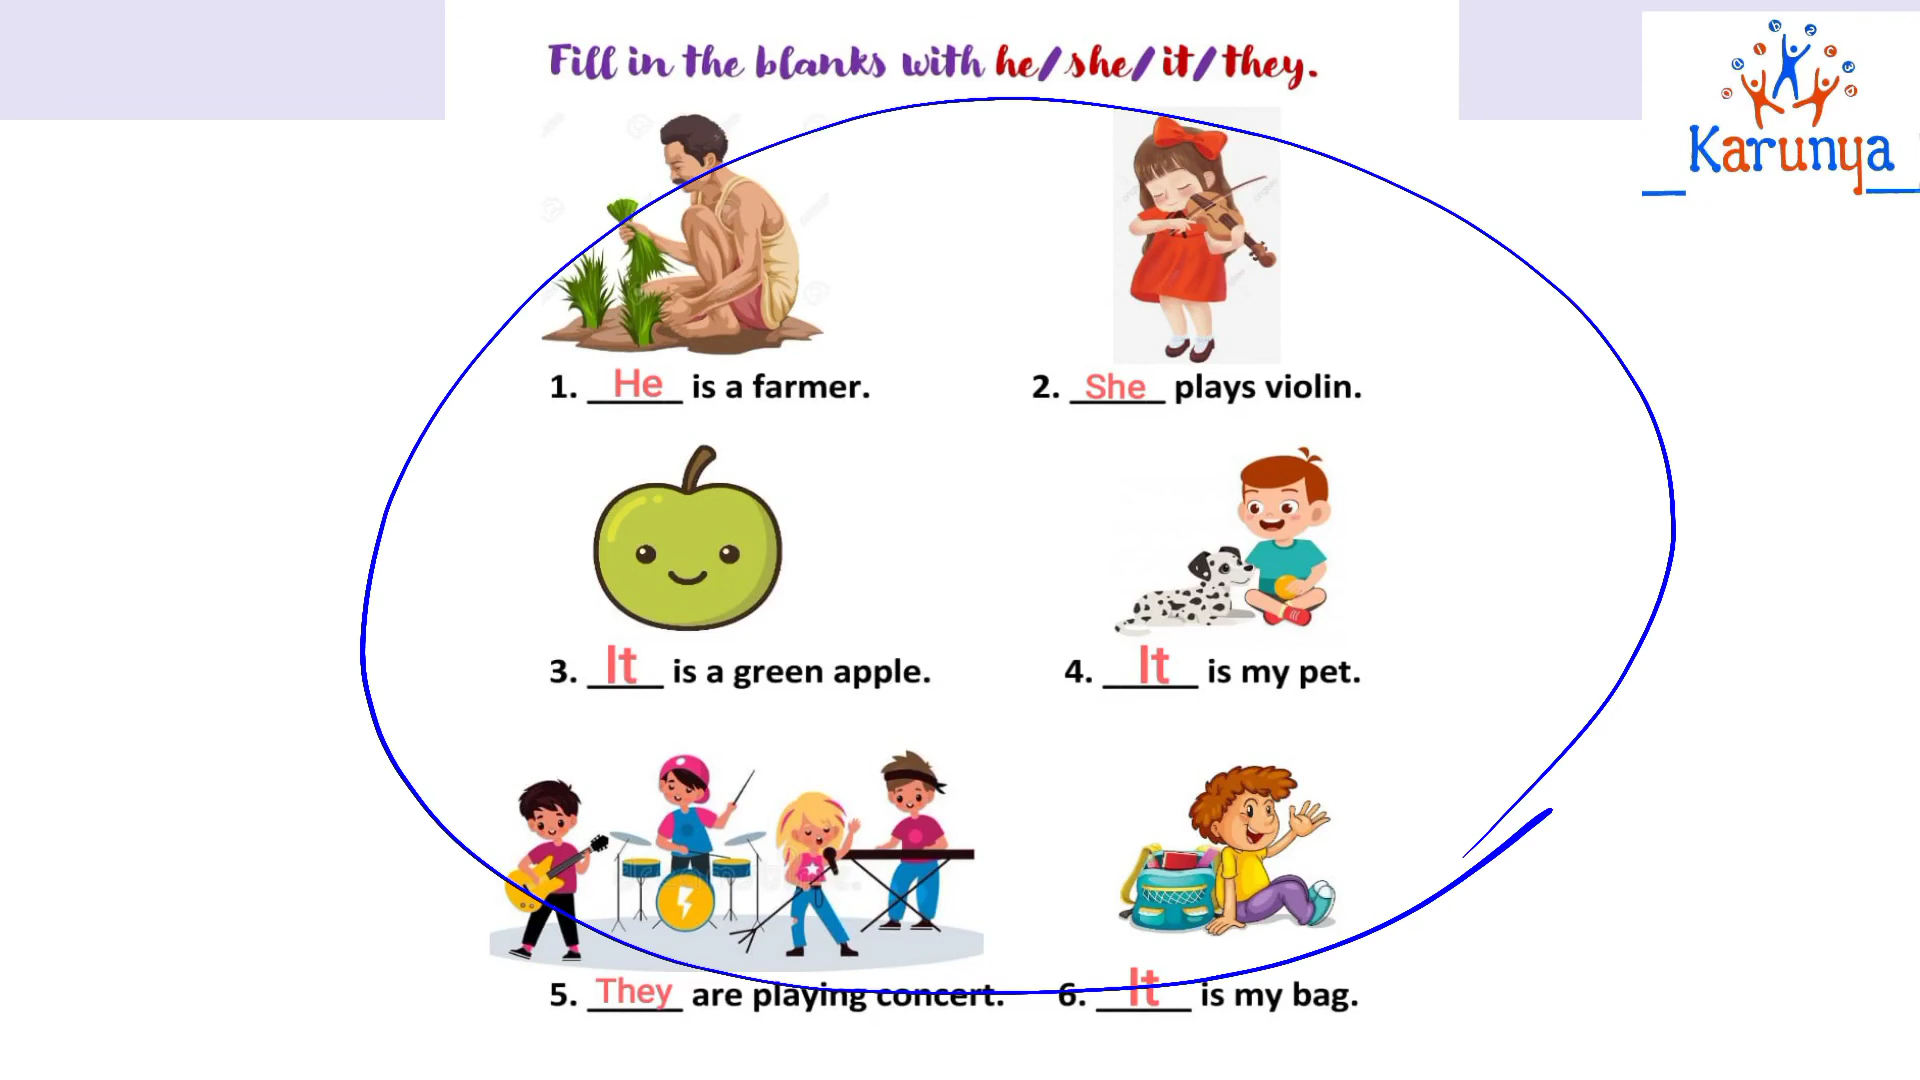 Fill in the blanks with he/she/it/they.
Karunya
1. He is a farmer.
2. She plays violin.
3. It is a green apple.
4. It is my pet.
5. They are playing concert.
6. It is my bag.